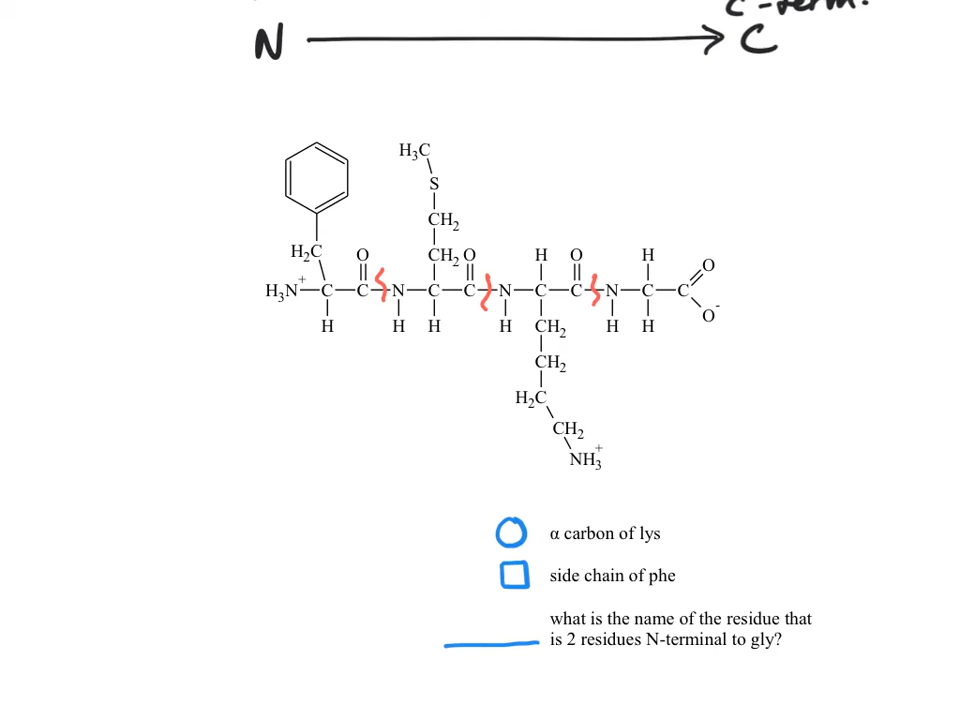 C-term.
N C
H3C
S
CH2
H2C O CH2 O H O H O
H3N+ C C N C C N C C N C C
O-
H H H H CH2 H H
CH2
H2C
CH2
NH3+
α carbon of lys
side chain of phe
what is the name of the residue that
is 2 residues N-terminal to gly?